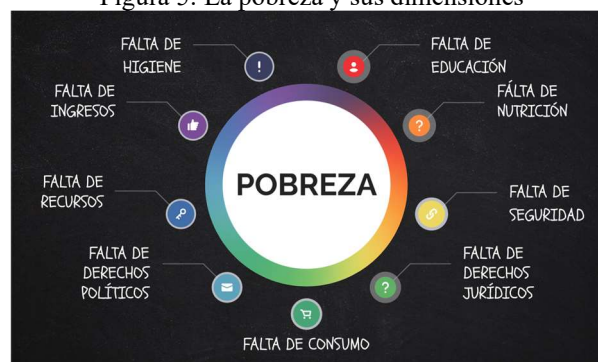 Figura 3. La pobreza y sus dimensiones
FALTA DE
HIGIENE
FALTA DE
EDUCACIÓN
FALTA DE
INGRESOS
FÁLTA DE
NUTRICIÓN
POBREZA
FALTA DE
RECURSOS
FALTA DE
SEGURIDAD
FALTA DE
DERECHOS
POLÍTICOS
FALTA DE
DERECHOS
JURÍDICOS
FALTA DE CONSUMO